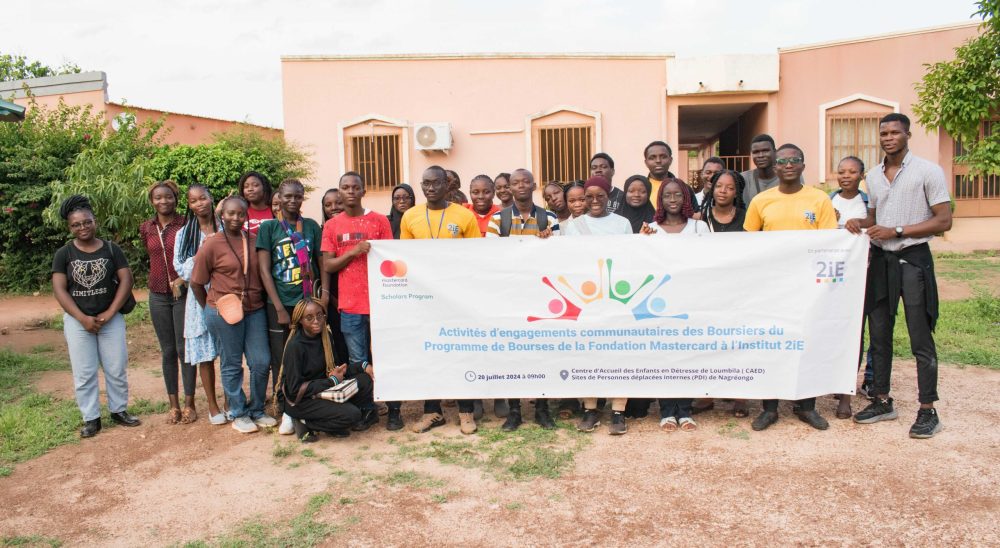 LIMITLESS
mastercard
foundation
Scholars Program
En partenariat avec
2iE
Activités d'engagements communautaires des Boursiers du
Programme de Bourses de la Fondation Mastercard à l'Institut 2iE
20 juillet 2024 à 09h00
Centre d'Accueil des Enfants en Détresse de Loumbila ( CAED)
Sites de Personnes déplacées internes (PDI) de Nagréongo
2iE